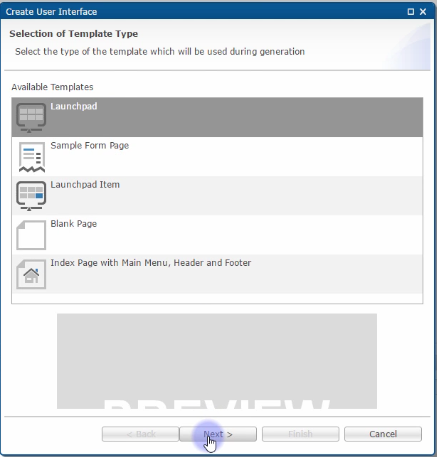 Create User Interface
Selection of Template Type
Select the type of the template which will be used during generation
Available Templates
Launchpad
Sample Form Page
Launchpad Item
Blank Page
Index Page with Main Menu, Header and Footer
PREVIEW
< Back
Next >
Finish
Cancel